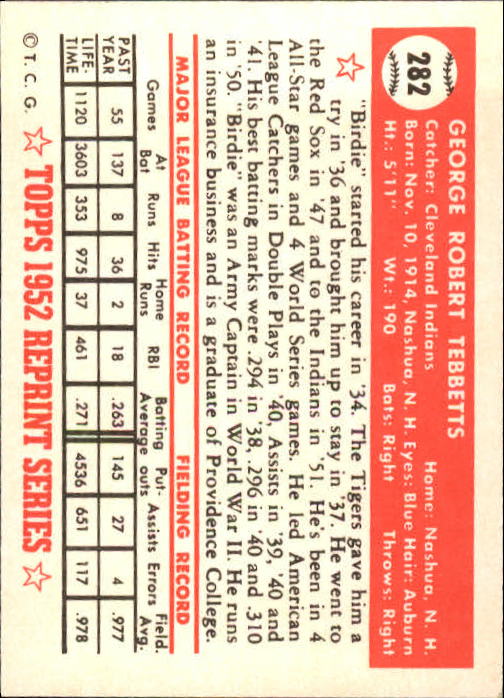 282
GEORGE ROBERT TEBBETTS
Catcher: Cleveland Indians Home: Nashua, N. H.
Born: Nov. 10, 1914, Nashua, N. H. Eyes: Blue Hair: Auburn
Ht.: 5'11" Wt.: 190 Bats: Right Throws: Right
"Birdie" started his career in '34. The Tigers gave him a
try in '36 and brought him up to stay in '37. He went to
the Red Sox in '47 and to the Indians in '51. He's been in 4
All-Star games and 4 World Series games. He led American
League Catchers in Double Plays in '40, Assists in '39, '40 and
'41. His best batting marks were .294 in '38, .296 in '40 and .310
in '50. "Birdie" was an Army Captain in World War II. He runs
an insurance business and is a graduate of Providence College.
MAJOR LEAGUE BATTING RECORD FIELDING RECORD
Games At Bat Runs Hits Home Runs RBI Batting Average Put-outs Assists Errors Field. Avg.
PAST YEAR 55 137 8 36 2 18 .263 145 27 4 .977
LIFE-TIME 1120 3603 353 975 37 461 .271 4536 651 117 .978
© T. C. G. TOPPS 1952 REPRINT SERIES